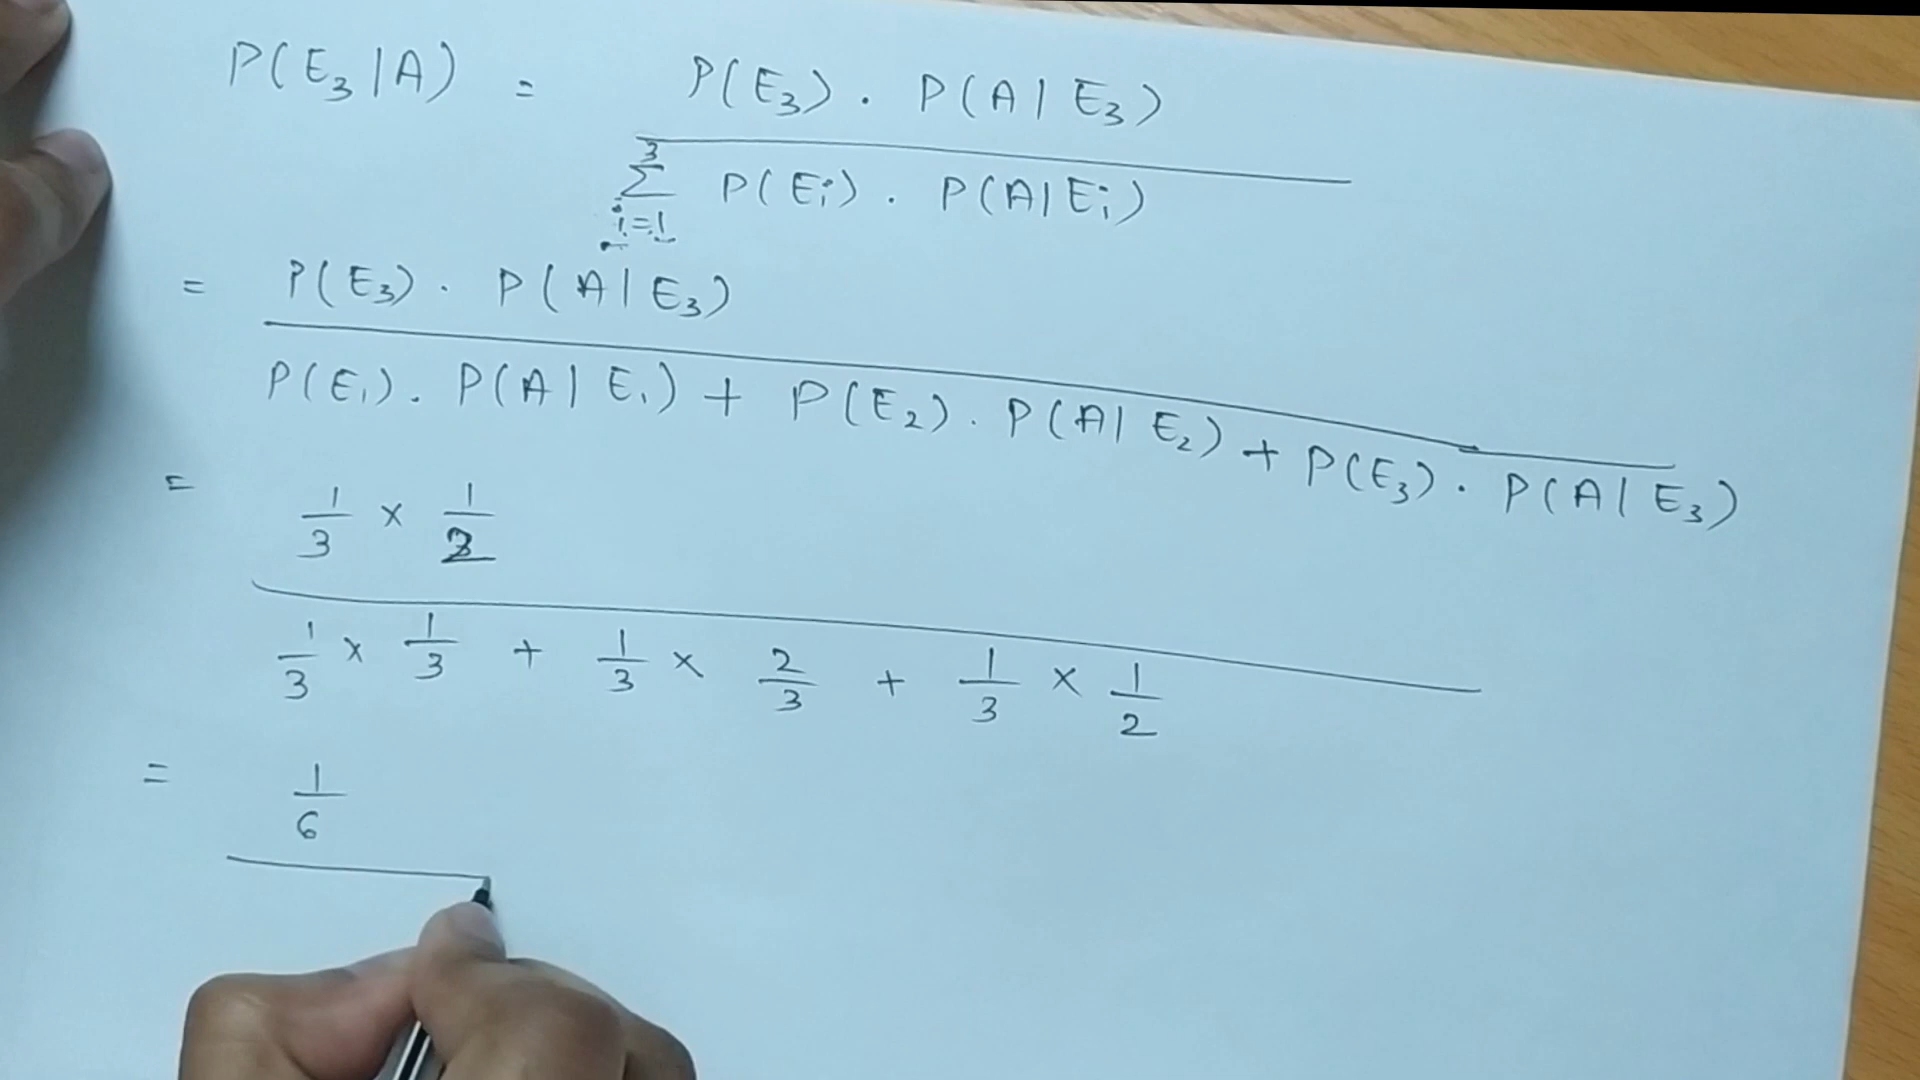 P(E₃|A) = P(E₃) . P(A|E₃)
3
Σ P(Eᵢ) . P(A|Eᵢ)
i=1
= P(E₃) . P(A|E₃)
P(E₁) . P(A|E₁) + P(E₂) . P(A|E₂) + P(E₃) . P(A|E₃)
= 1/3 × 1/2
1/3 × 1/3 + 1/3 × 2/3 + 1/3 × 1/2
= 1/6